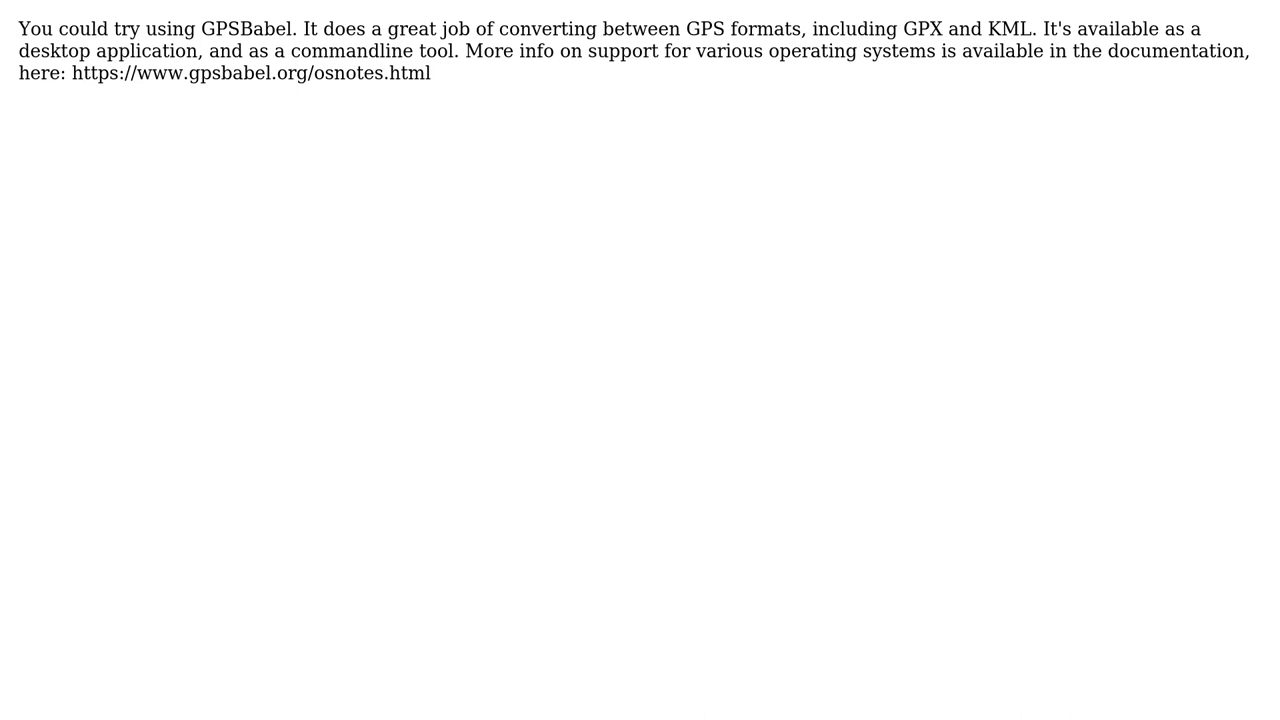 You could try using GPSBabel. It does a great job of converting between GPS formats, including GPX and KML. It's available as a
desktop application, and as a commandline tool. More info on support for various operating systems is available in the documentation,
here: https://www.gpsbabel.org/osnotes.html